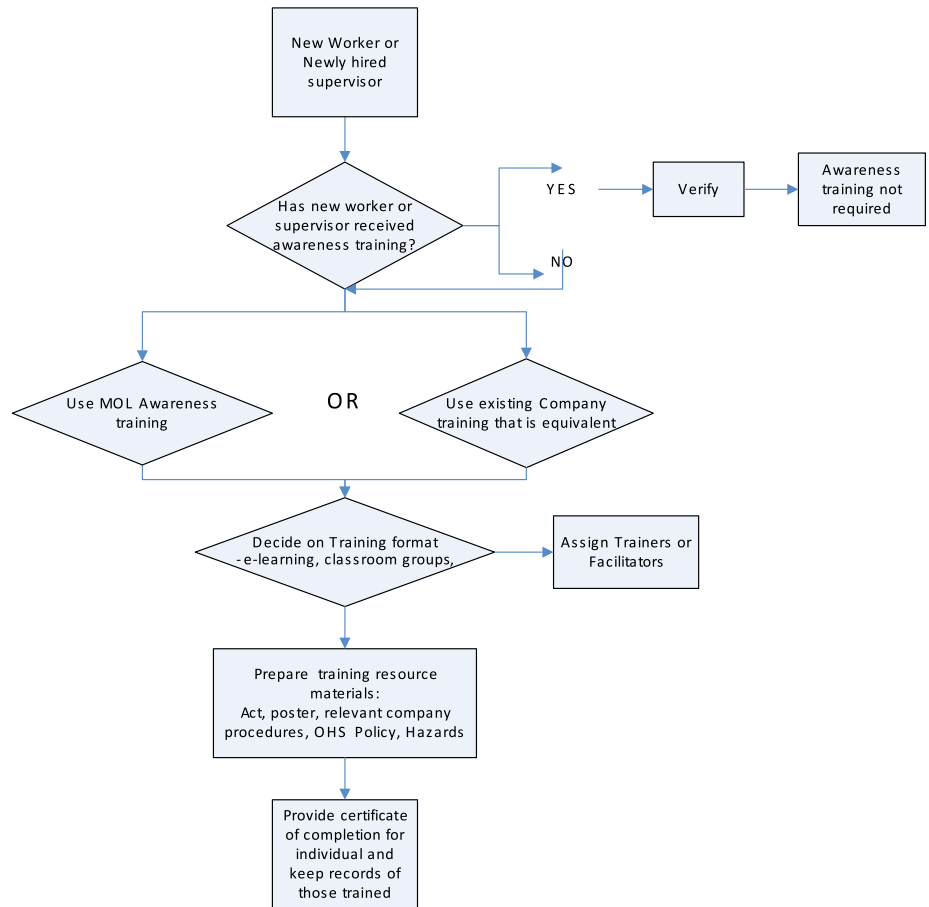 New Worker or
Newly hired
supervisor
Has new worker or
supervisor received
awareness training?
YES
Verify
Awareness
training not
required
NO
Use MOL Awareness
training
OR
Use existing Company
training that is equivalent
Decide on Training format
- e-learning, classroom groups,
Assign Trainers or
Facilitators
Prepare training resource
materials:
Act, poster, relevant company
procedures, OHS Policy, Hazards
Provide certificate
of completion for
individual and
keep records of
those trained